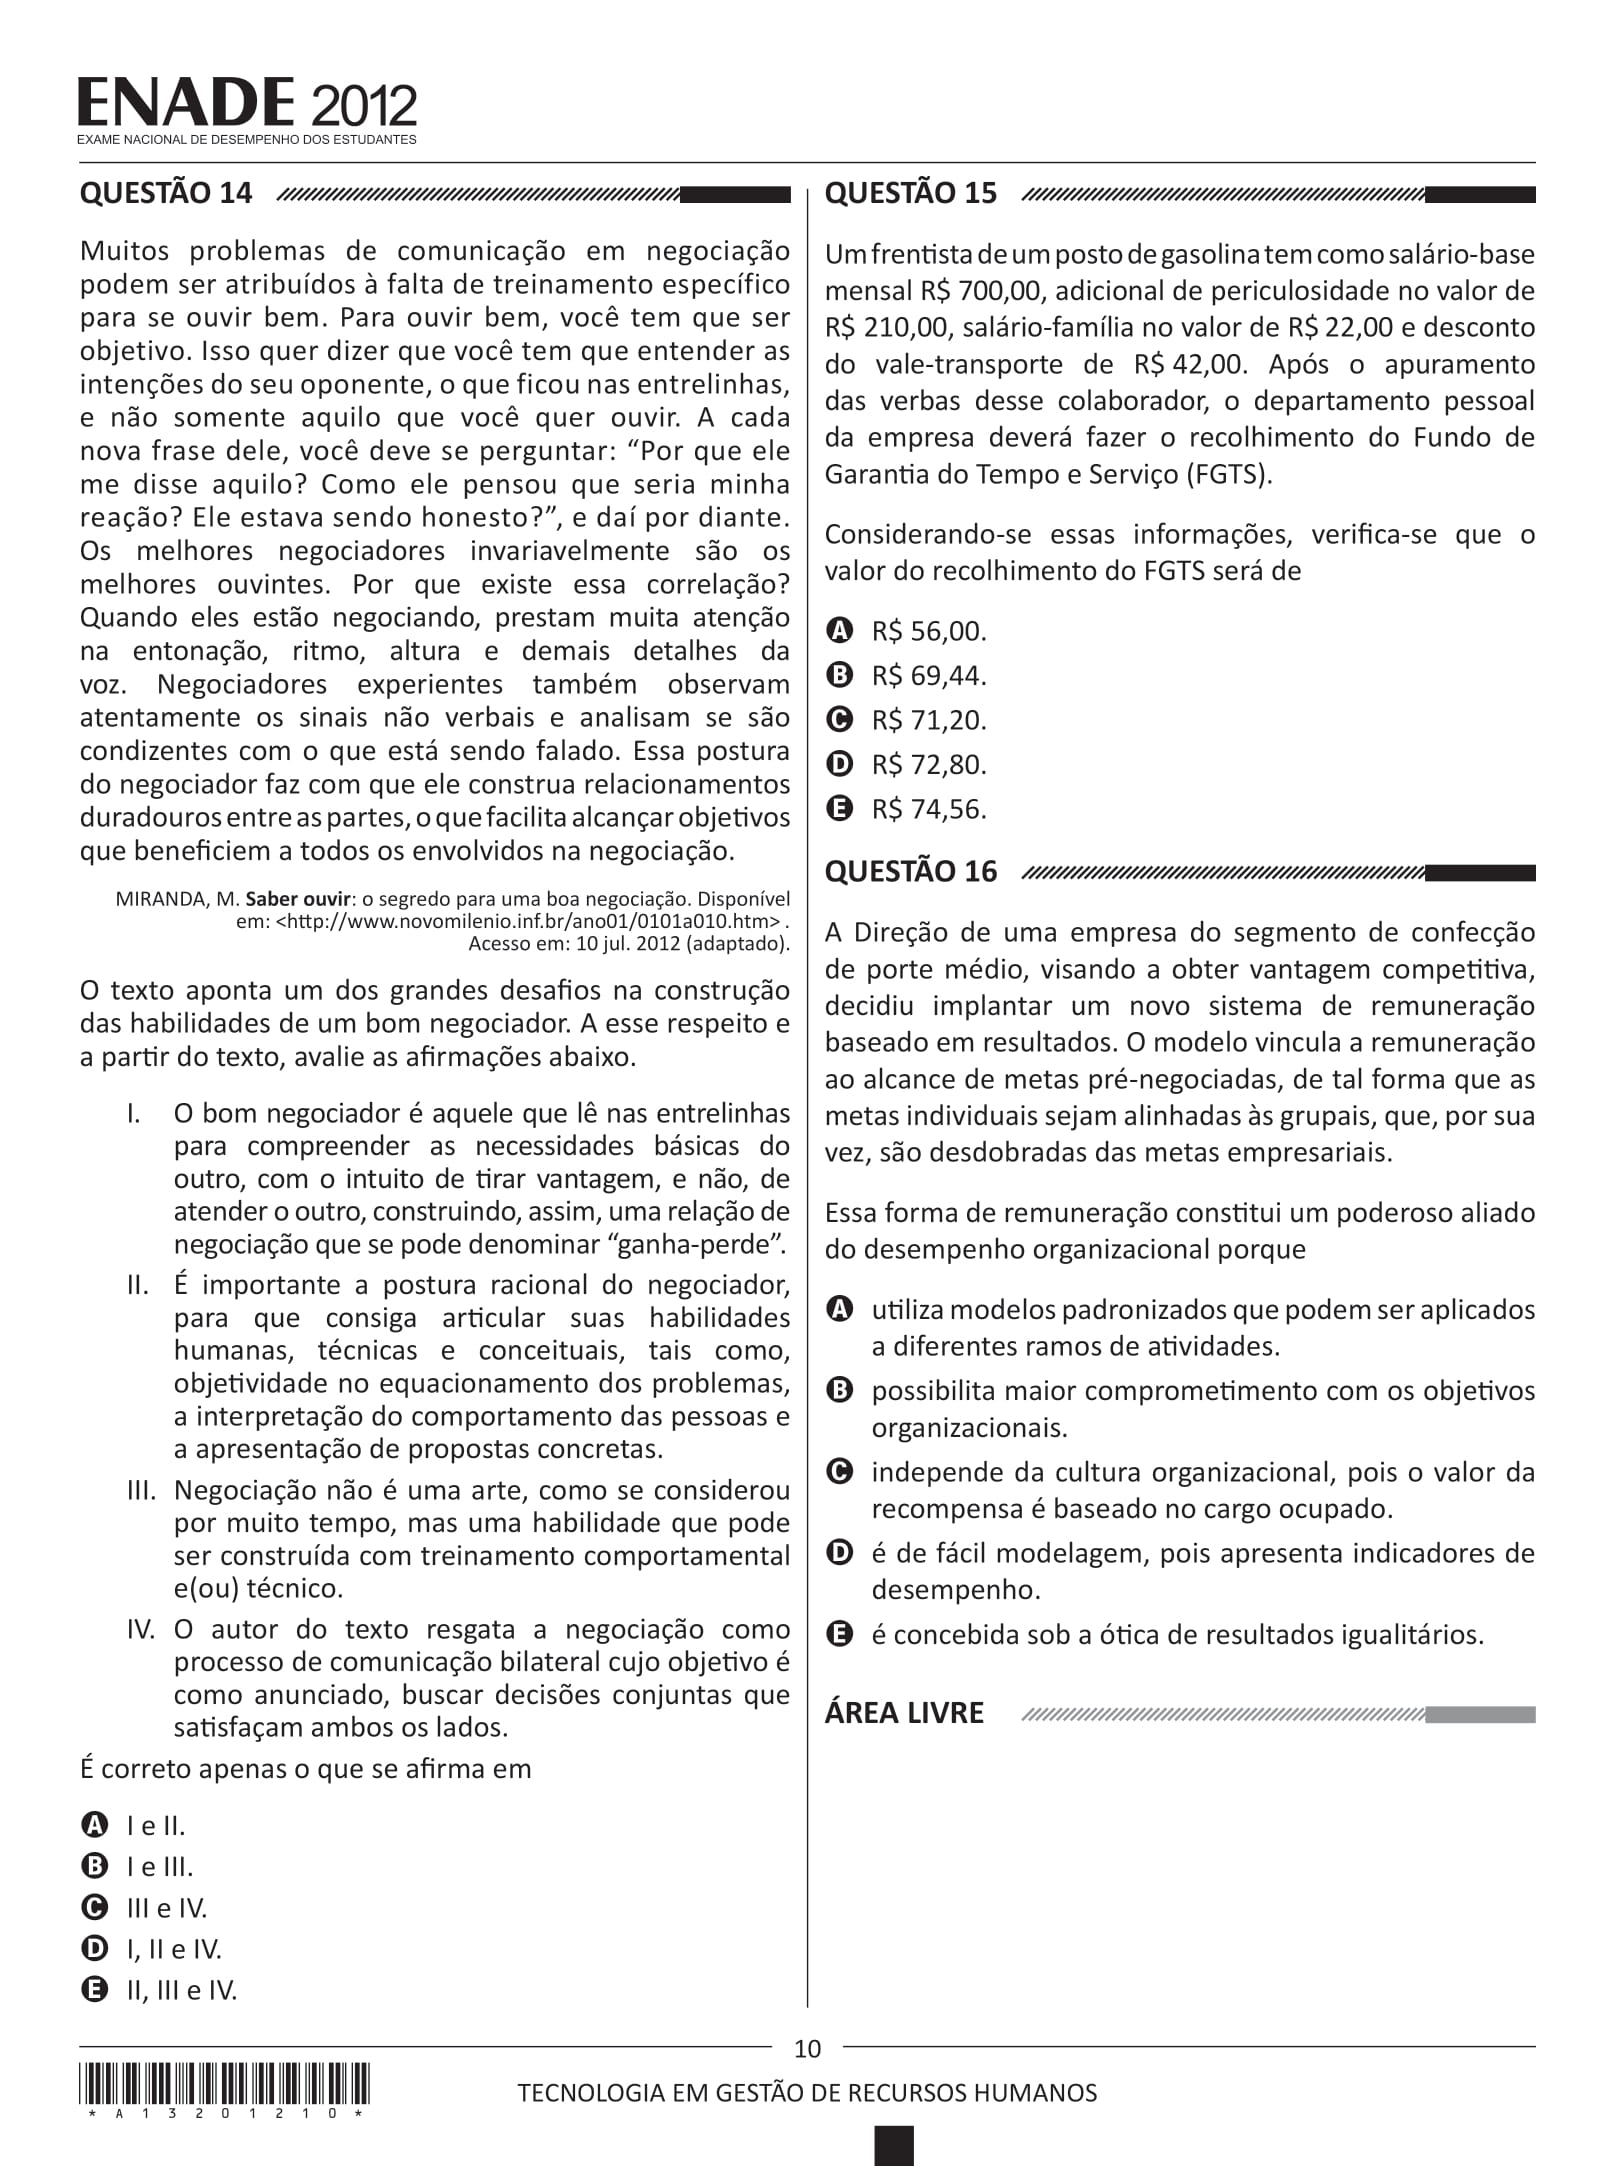 ENADE 2012
EXAME NACIONAL DE DESEMPENHO DOS ESTUDANTES
QUESTÃO 14
Muitos problemas de comunicação em negociação
podem ser atribuídos à falta de treinamento específico
para se ouvir bem. Para ouvir bem, você tem que ser
objetivo. Isso quer dizer que você tem que entender as
intenções do seu oponente, o que ficou nas entrelinhas,
e não somente aquilo que você quer ouvir. A cada
nova frase dele, você deve se perguntar: “Por que ele
me disse aquilo? Como ele pensou que seria minha
reação? Ele estava sendo honesto?”, e daí por diante.
Os melhores negociadores invariavelmente são os
melhores ouvintes. Por que existe essa correlação?
Quando eles estão negociando, prestam muita atenção
na entonação, ritmo, altura e demais detalhes da
voz. Negociadores experientes também observam
atentamente os sinais não verbais e analisam se são
condizentes com o que está sendo falado. Essa postura
do negociador faz com que ele construa relacionamentos
duradouros entre as partes, o que facilita alcançar objetivos
que beneficiem a todos os envolvidos na negociação.
MIRANDA, M. Saber ouvir: o segredo para uma boa negociação. Disponível
em: <http://www.novomilenio.inf.br/ano01/0101a010.htm> .
Acesso em: 10 jul. 2012 (adaptado).
O texto aponta um dos grandes desafios na construção
das habilidades de um bom negociador. A esse respeito e
a partir do texto, avalie as afirmações abaixo.
I. O bom negociador é aquele que lê nas entrelinhas
para compreender as necessidades básicas do
outro, com o intuito de tirar vantagem, e não, de
atender o outro, construindo, assim, uma relação de
negociação que se pode denominar “ganha-perde”.
II. É importante a postura racional do negociador,
para que consiga articular suas habilidades
humanas, técnicas e conceituais, tais como,
objetividade no equacionamento dos problemas,
a interpretação do comportamento das pessoas e
a apresentação de propostas concretas.
III. Negociação não é uma arte, como se considerou
por muito tempo, mas uma habilidade que pode
ser construída com treinamento comportamental
e(ou) técnico.
IV. O autor do texto resgata a negociação como
processo de comunicação bilateral cujo objetivo é
como anunciado, buscar decisões conjuntas que
satisfaçam ambos os lados.
É correto apenas o que se afirma em
A I e II.
B I e III.
C III e IV.
D I, II e IV.
E II, III e IV.
QUESTÃO 15
Um frentista de um posto de gasolina tem como salário-base
mensal R$ 700,00, adicional de periculosidade no valor de
R$ 210,00, salário-família no valor de R$ 22,00 e desconto
do vale-transporte de R$ 42,00. Após o apuramento
das verbas desse colaborador, o departamento pessoal
da empresa deverá fazer o recolhimento do Fundo de
Garantia do Tempo e Serviço (FGTS).
Considerando-se essas informações, verifica-se que o
valor do recolhimento do FGTS será de
A R$ 56,00.
B R$ 69,44.
C R$ 71,20.
D R$ 72,80.
E R$ 74,56.
QUESTÃO 16
A Direção de uma empresa do segmento de confecção
de porte médio, visando a obter vantagem competitiva,
decidiu implantar um novo sistema de remuneração
baseado em resultados. O modelo vincula a remuneração
ao alcance de metas pré-negociadas, de tal forma que as
metas individuais sejam alinhadas às grupais, que, por sua
vez, são desdobradas das metas empresariais.
Essa forma de remuneração constitui um poderoso aliado
do desempenho organizacional porque
A utiliza modelos padronizados que podem ser aplicados
a diferentes ramos de atividades.
B possibilita maior comprometimento com os objetivos
organizacionais.
C independe da cultura organizacional, pois o valor da
recompensa é baseado no cargo ocupado.
D é de fácil modelagem, pois apresenta indicadores de
desempenho.
E é concebida sob a ótica de resultados igualitários.
ÁREA LIVRE
10
TECNOLOGIA EM GESTÃO DE RECURSOS HUMANOS
* A 1 3 2 0 1 2 1 0 *